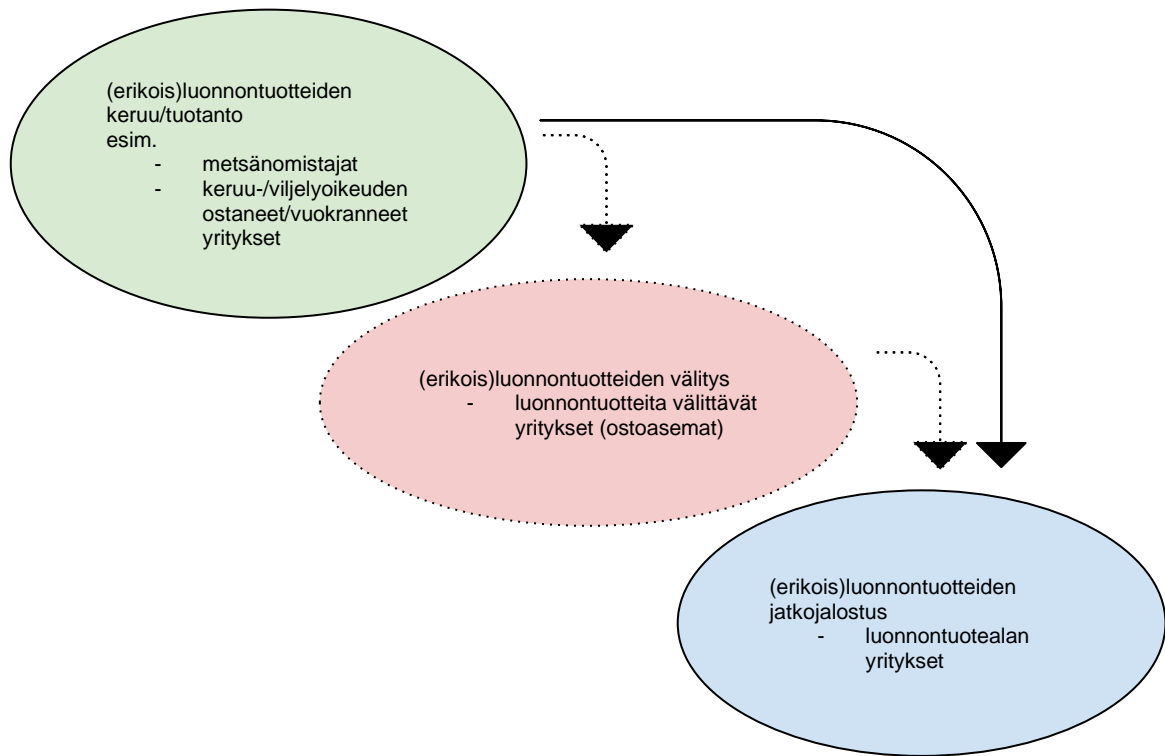 (erikois)luonnontuotteiden
keruu/tuotanto
esim.
- metsänomistajat
- keruu-/viljelyoikeuden
ostaneet/vuokranneet
yritykset
(erikois)luonnontuotteiden välitys
- luonnontuotteita välittävät
yritykset (ostoasemat)
(erikois)luonnontuotteiden
jatkojalostus
- luonnontuotealan
yritykset